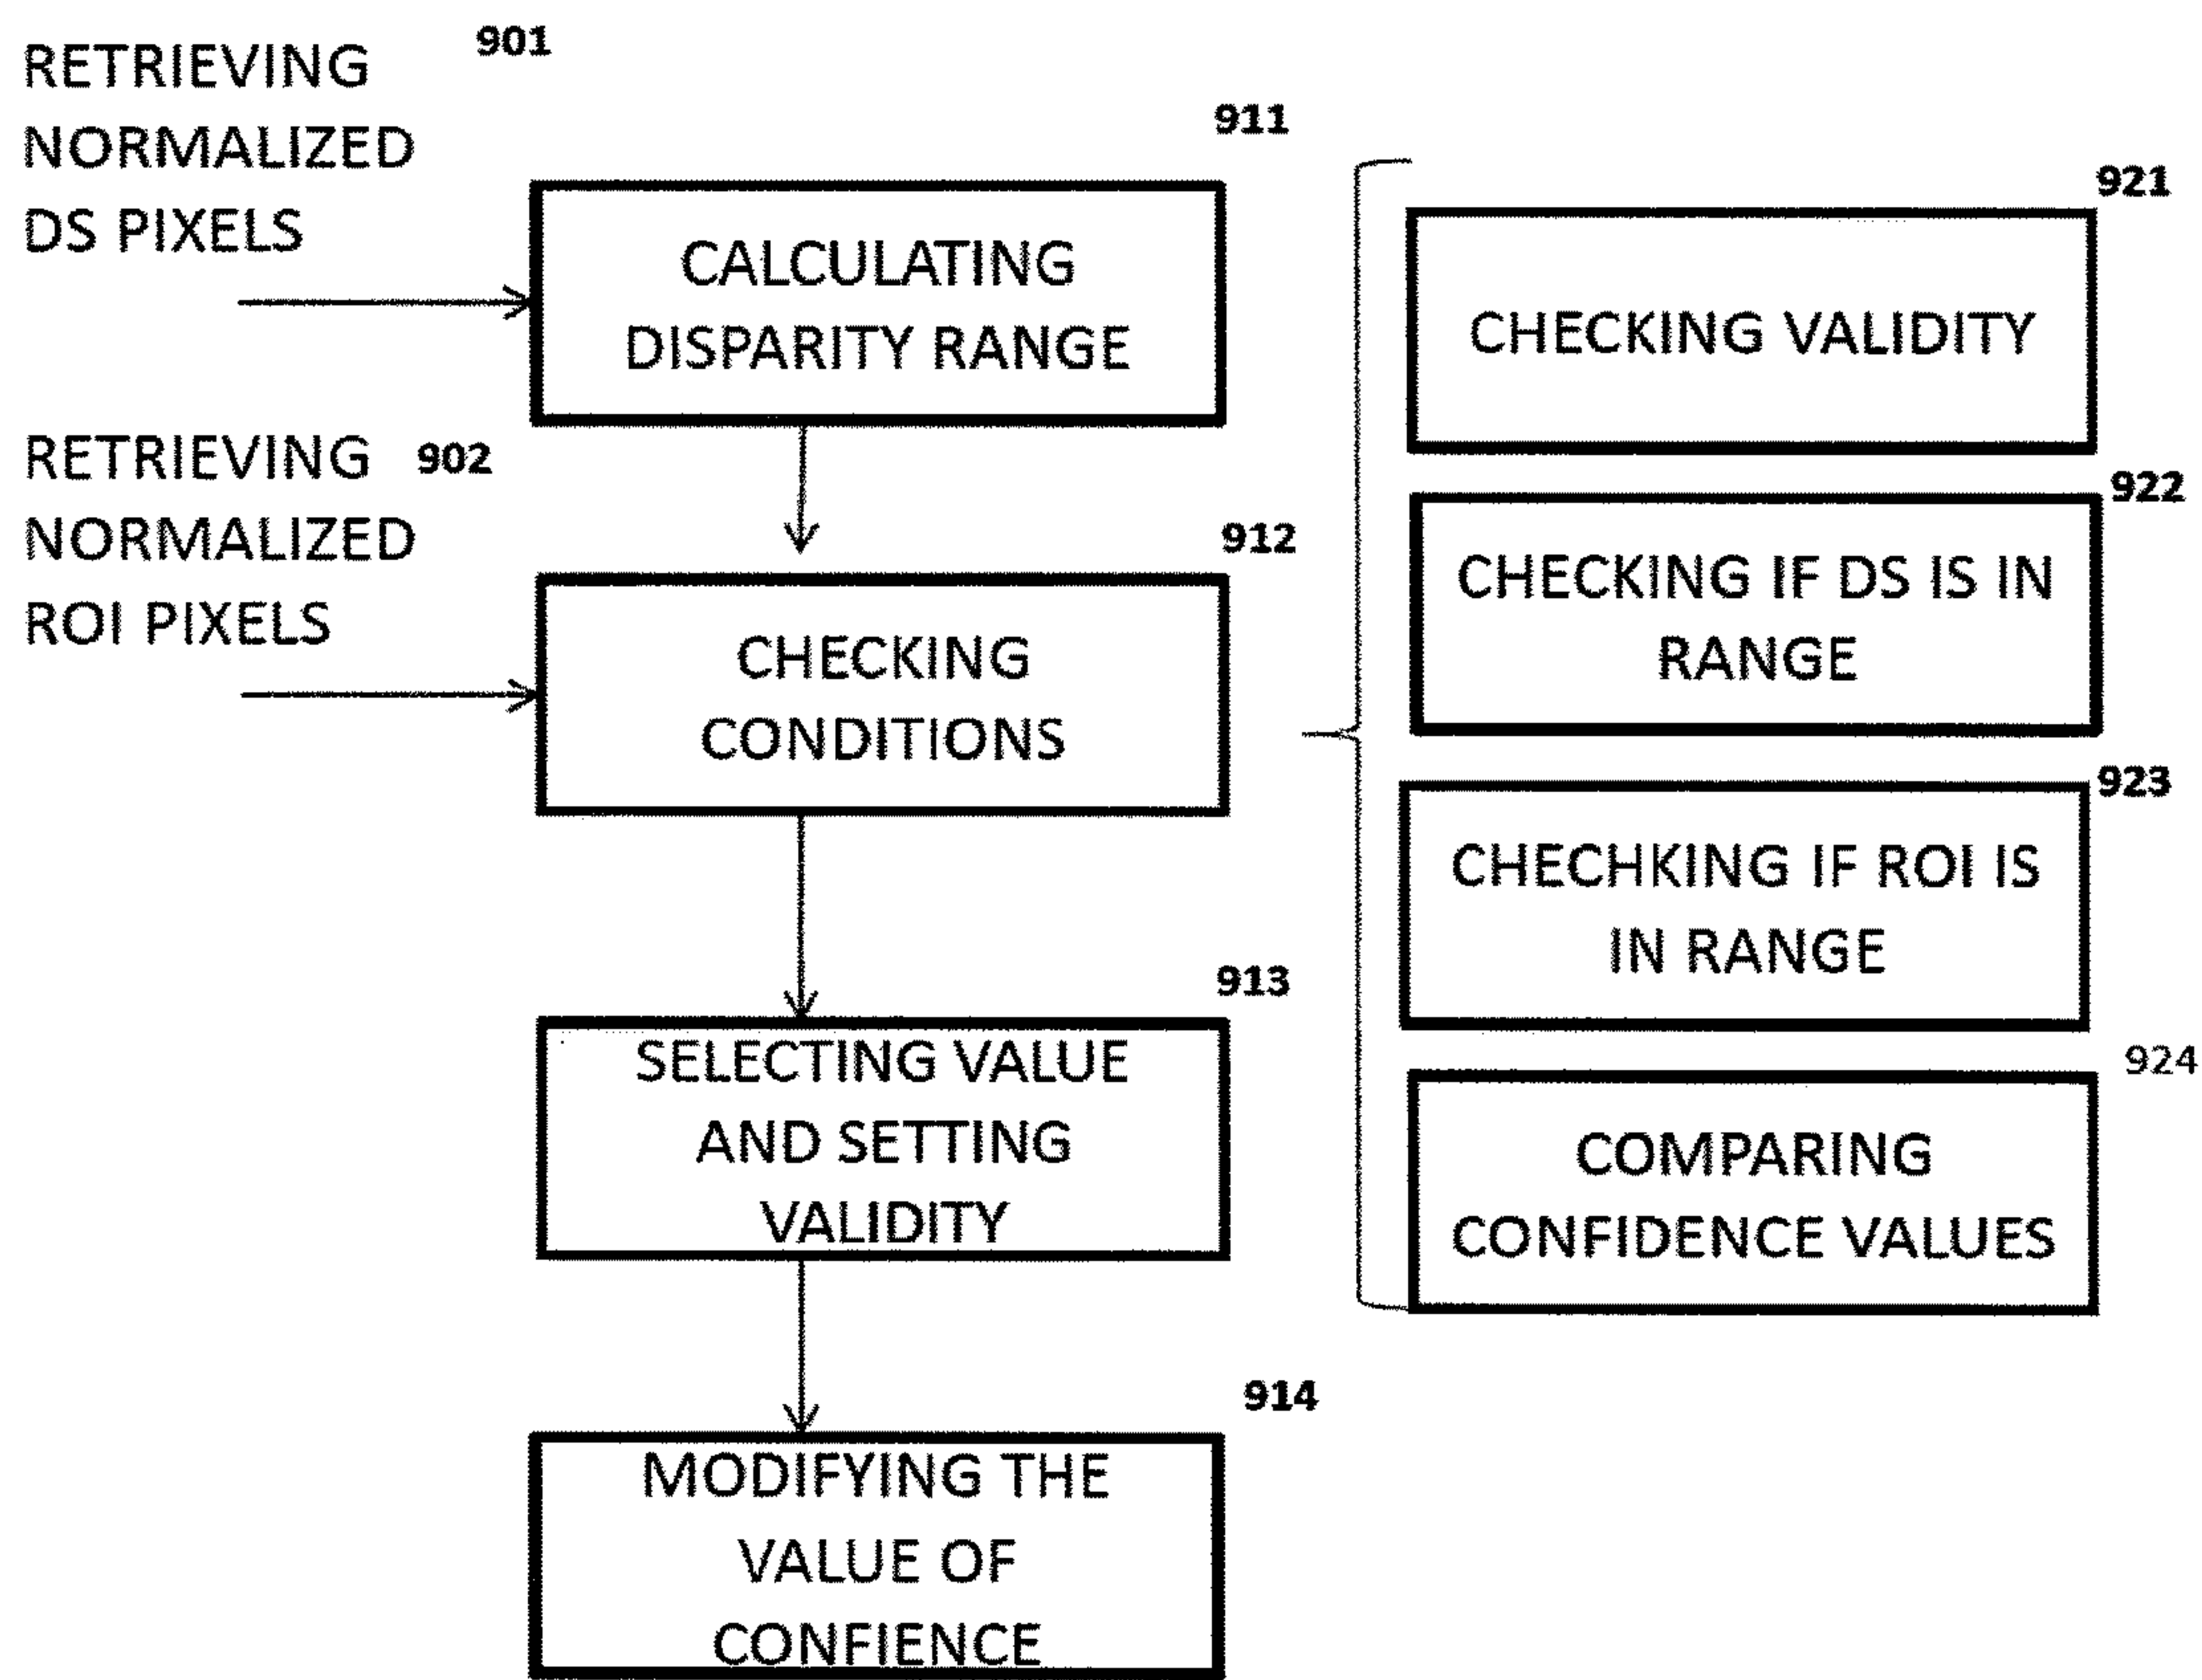 RETRIEVING
NORMALIZED
DS PIXELS
901
911
CALCULATING
DISPARITY RANGE
RETRIEVING
NORMALIZED
ROI PIXELS
902
912
CHECKING
CONDITIONS
913
SELECTING VALUE
AND SETTING
VALIDITY
914
MODIFYING THE
VALUE OF
CONFIENCE
921
CHECKING VALIDITY
922
CHECKING IF DS IS IN
RANGE
923
CHECHKING IF ROI IS
IN RANGE
924
COMPARING
CONFIDENCE VALUES